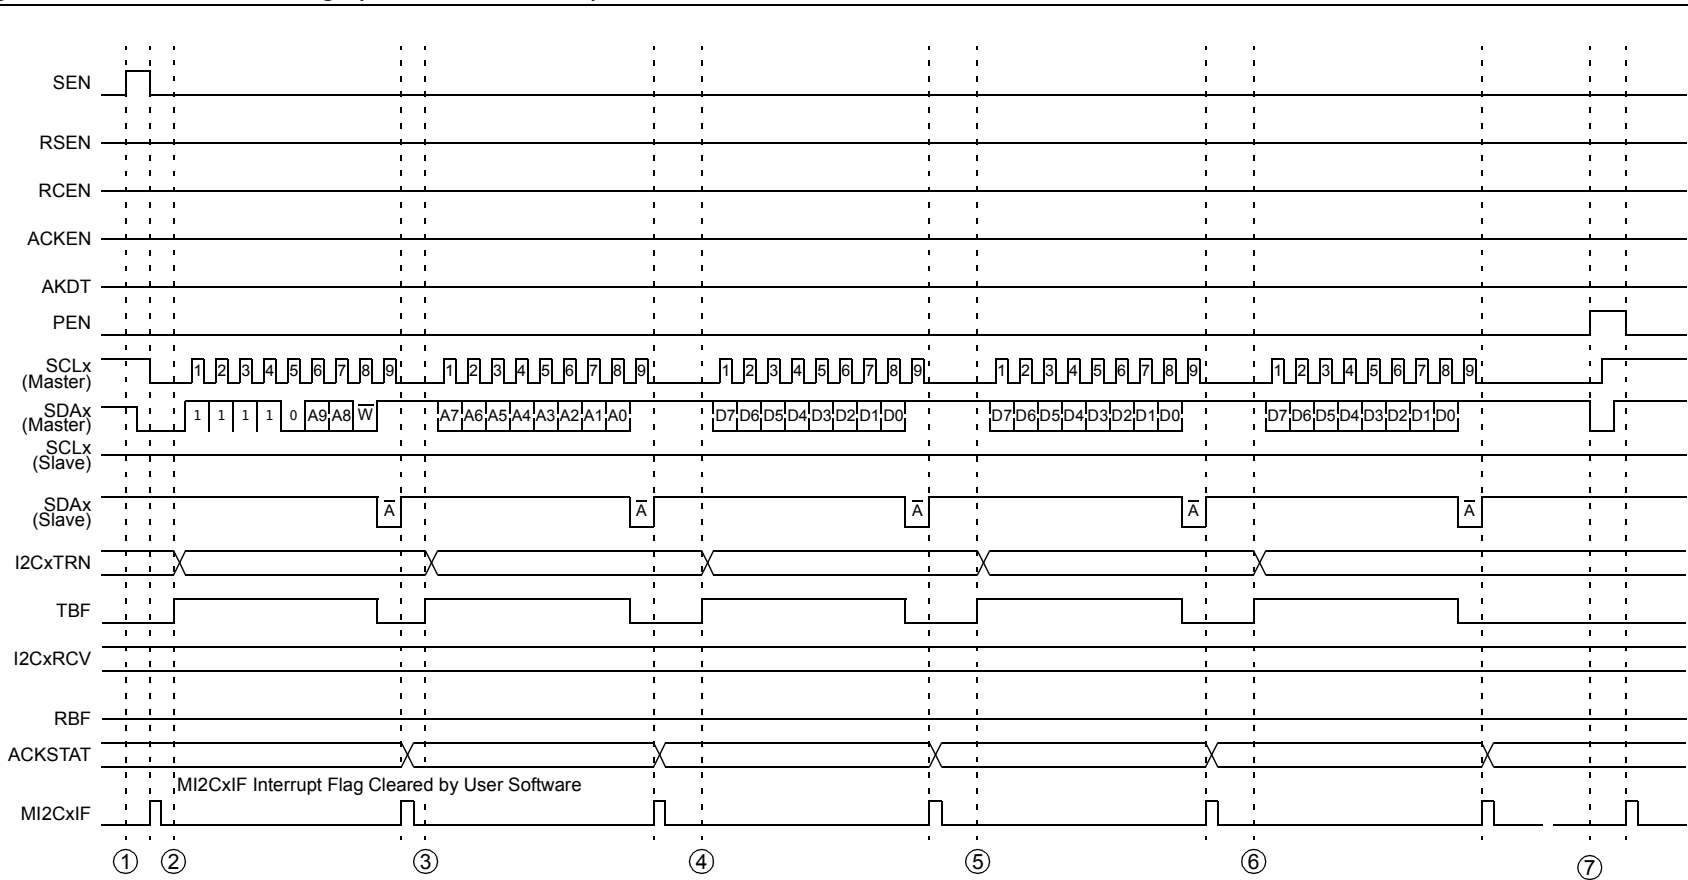 SEN
RSEN
RCEN
ACKEN
AKDT
PEN
SCLx
(Master)
1 2 3 4 5 6 7 8 9 1 2 3 4 5 6 7 8 9 1 2 3 4 5 6 7 8 9 1 2 3 4 5 6 7 8 9 1 2 3 4 5 6 7 8 9
SDAx
(Master)
1 1 1 1 0 A9 A8 W̅ A7 A6 A5 A4 A3 A2 A1 A0 D7 D6 D5 D4 D3 D2 D1 D0 D7 D6 D5 D4 D3 D2 D1 D0 D7 D6 D5 D4 D3 D2 D1 D0
SCLx
(Slave)
SDAx
(Slave)
A̅ A̅ A̅ A̅ A̅
I2CxTRN
TBF
I2CxRCV
RBF
ACKSTAT
MI2CxIF Interrupt Flag Cleared by User Software
MI2CxIF
1 2 3 4 5 6 7